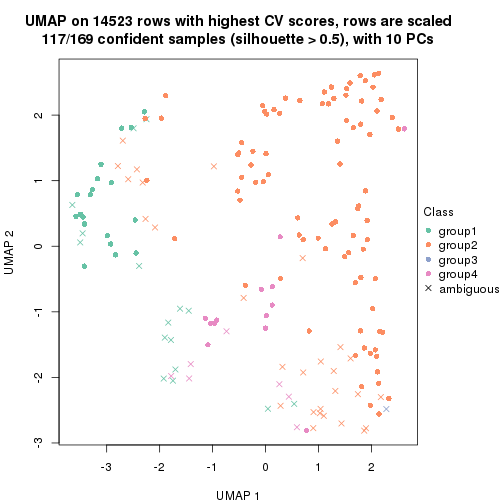 UMAP on 14523 rows with highest CV scores, rows are scaled
117/169 confident samples (silhouette > 0.5), with 10 PCs
UMAP 2
2
1
0
-1
-2
-3
-3
-2
-1
0
1
2
UMAP 1
Class
group1
group2
group3
group4
ambiguous